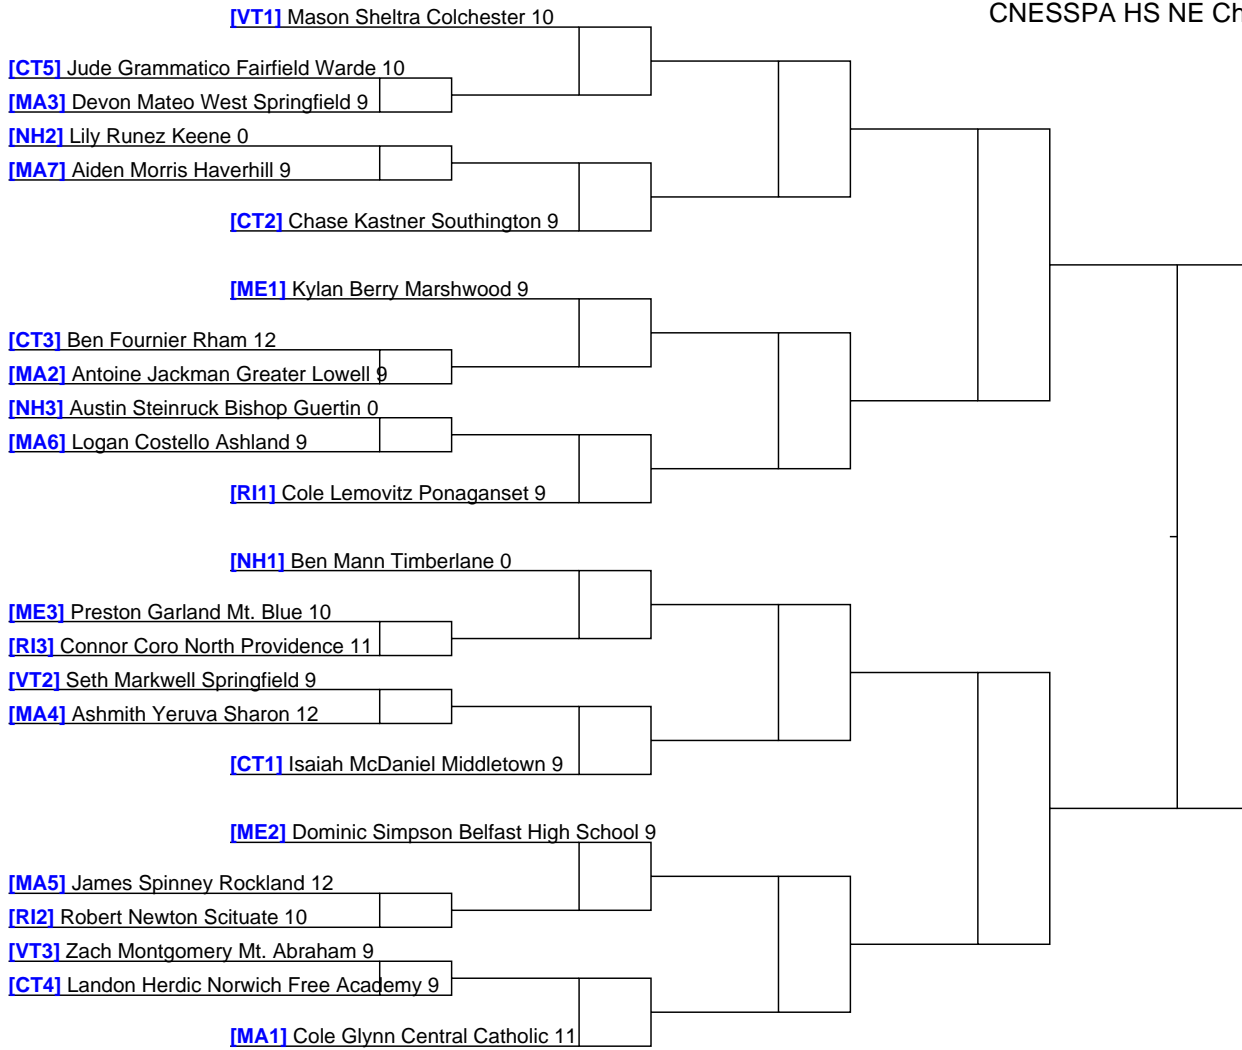 CNESSPA HS NE Ch
[VT1] Mason Sheltra Colchester 10
[CT5] Jude Grammatico Fairfield Warde 10
[MA3] Devon Mateo West Springfield 9
[NH2] Lily Runez Keene 0
[MA7] Aiden Morris Haverhill 9
[CT2] Chase Kastner Southington 9
[ME1] Kylan Berry Marshwood 9
[CT3] Ben Fournier Rham 12
[MA2] Antoine Jackman Greater Lowell 9
[NH3] Austin Steinruck Bishop Guertin 0
[MA6] Logan Costello Ashland 9
[RI1] Cole Lemovitz Ponaganset 9
[NH1] Ben Mann Timberlane 0
[ME3] Preston Garland Mt. Blue 10
[RI3] Connor Coro North Providence 11
[VT2] Seth Markwell Springfield 9
[MA4] Ashmith Yeruva Sharon 12
[CT1] Isaiah McDaniel Middletown 9
[ME2] Dominic Simpson Belfast High School 9
[MA5] James Spinney Rockland 12
[RI2] Robert Newton Scituate 10
[VT3] Zach Montgomery Mt. Abraham 9
[CT4] Landon Herdic Norwich Free Academy 9
[MA1] Cole Glynn Central Catholic 11